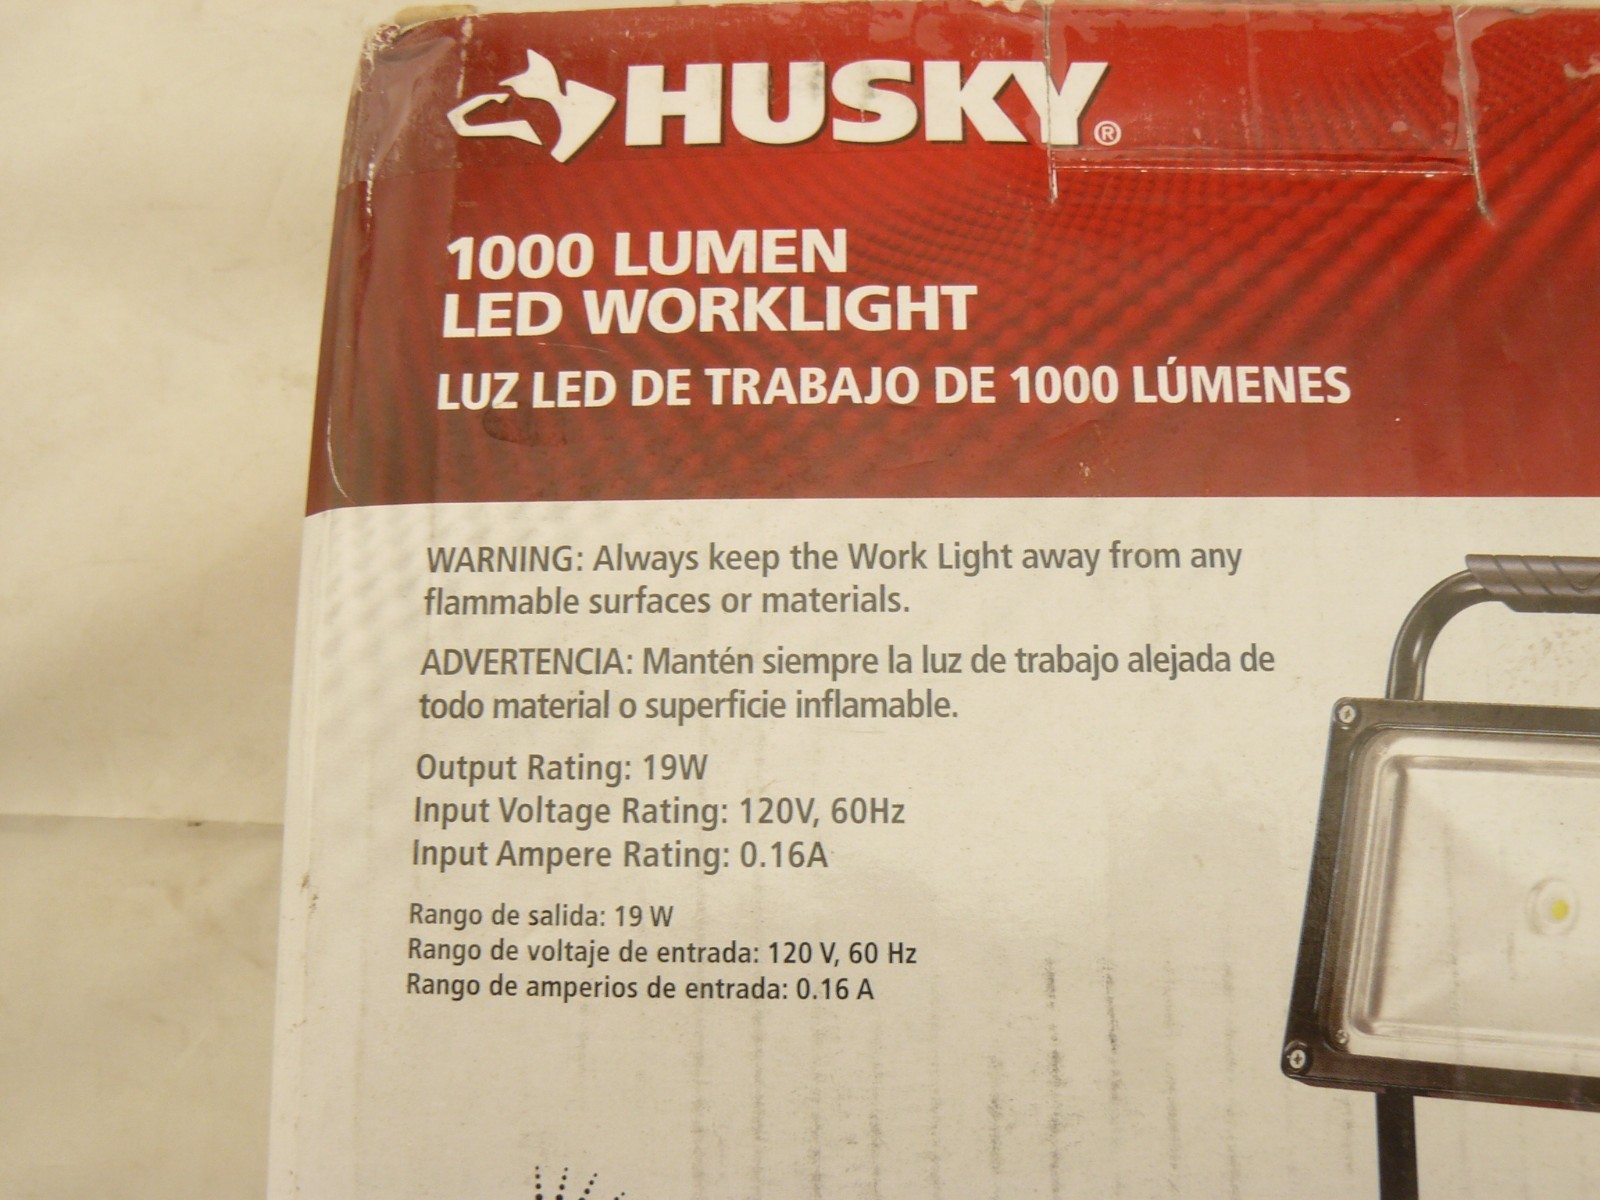 HUSKY®
1000 LUMEN
LED WORKLIGHT
LUZ LED DE TRABAJO DE 1000 LÚMENES
WARNING: Always keep the Work Light away from any
flammable surfaces or materials.
ADVERTENCIA: Mantén siempre la luz de trabajo alejada de
todo material o superficie inflamable.
Output Rating: 19W
Input Voltage Rating: 120V, 60Hz
Input Ampere Rating: 0.16A
Rango de salida: 19 W
Rango de voltaje de entrada: 120 V, 60 Hz
Rango de amperios de entrada: 0.16 A